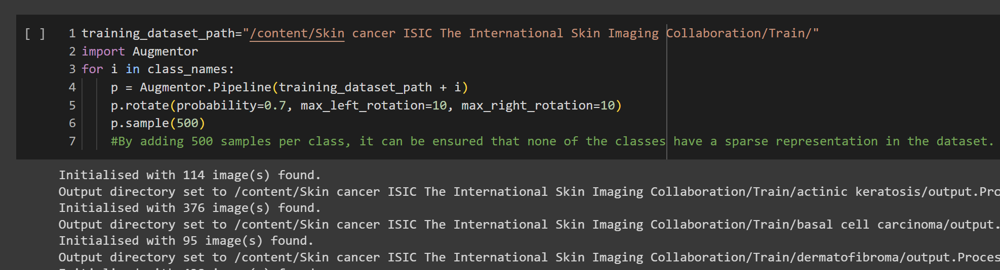 [ ] 1 training_dataset_path="/content/Skin cancer ISIC The International Skin Imaging Collaboration/Train/"
2 import Augmentor
3 for i in class_names:
4     p = Augmentor.Pipeline(training_dataset_path + i)
5     p.rotate(probability=0.7, max_left_rotation=10, max_right_rotation=10)
6     p.sample(500)
7     #By adding 500 samples per class, it can be ensured that none of the classes have a sparse representation in the dataset.
Initialised with 114 image(s) found.
Output directory set to /content/Skin cancer ISIC The International Skin Imaging Collaboration/Train/actinic keratosis/output.Pro
Initialised with 376 image(s) found.
Output directory set to /content/Skin cancer ISIC The International Skin Imaging Collaboration/Train/basal cell carcinoma/output.
Initialised with 95 image(s) found.
Output directory set to /content/Skin cancer ISIC The International Skin Imaging Collaboration/Train/dermatofibroma/output.Proces